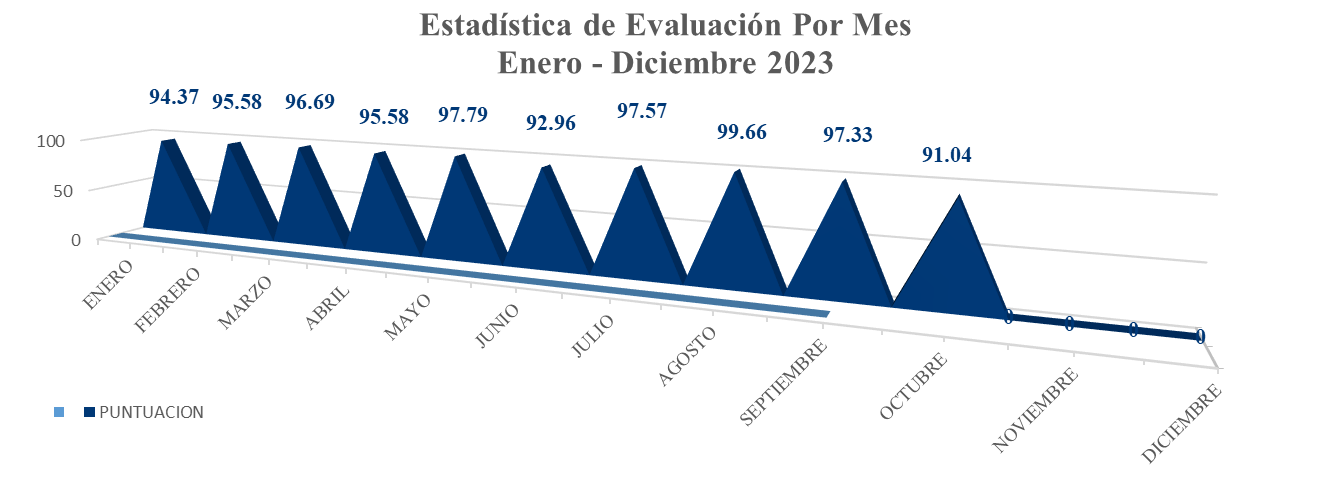 Estadística de Evaluación Por Mes
Enero - Diciembre 2023
94.37 95.58 96.69 95.58 97.79 92.96 97.57 99.66 97.33 91.04
100
50
0
0 0 0 0
ENERO FEBRERO MARZO ABRIL MAYO JUNIO JULIO AGOSTO SEPTIEMBRE OCTUBRE NOVIEMBRE DICIEMBRE
PUNTUACION